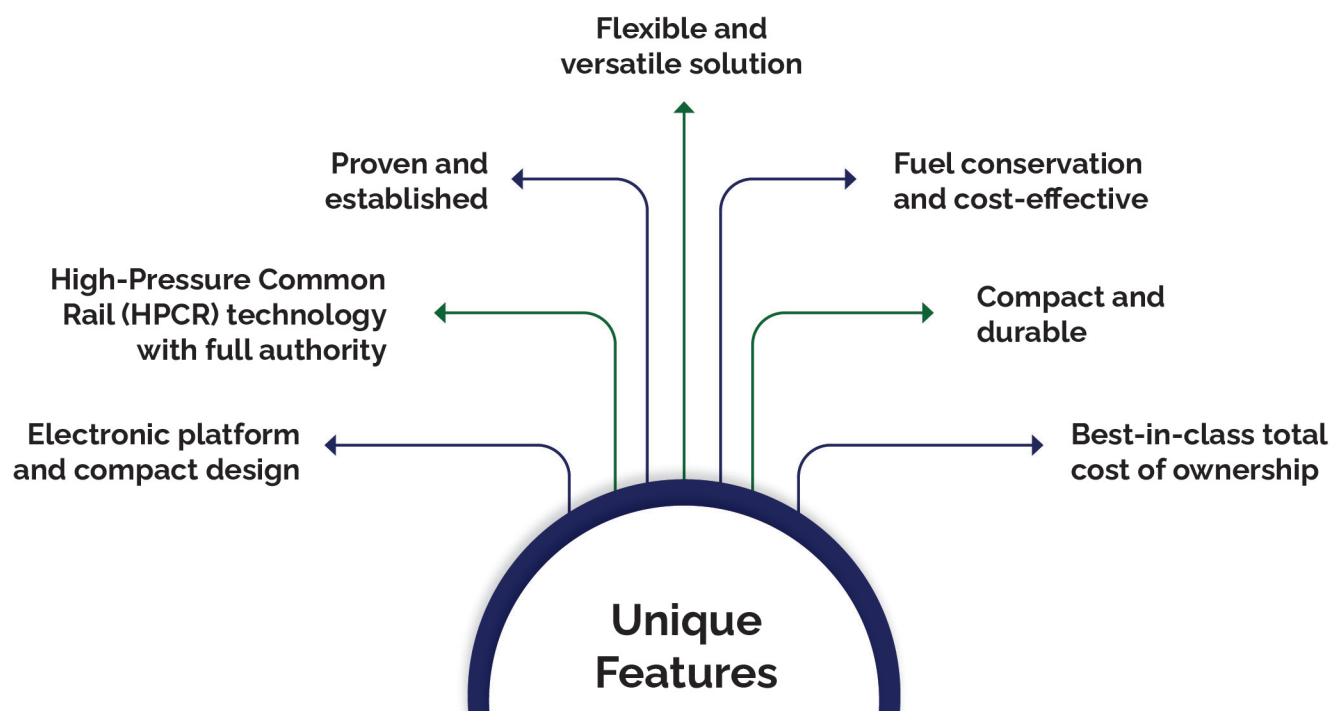 Flexible and
versatile solution
Proven and
established
Fuel conservation
and cost-effective
High-Pressure Common
Rail (HPCR) technology
with full authority
Compact and
durable
Electronic platform
and compact design
Best-in-class total
cost of ownership
Unique
Features